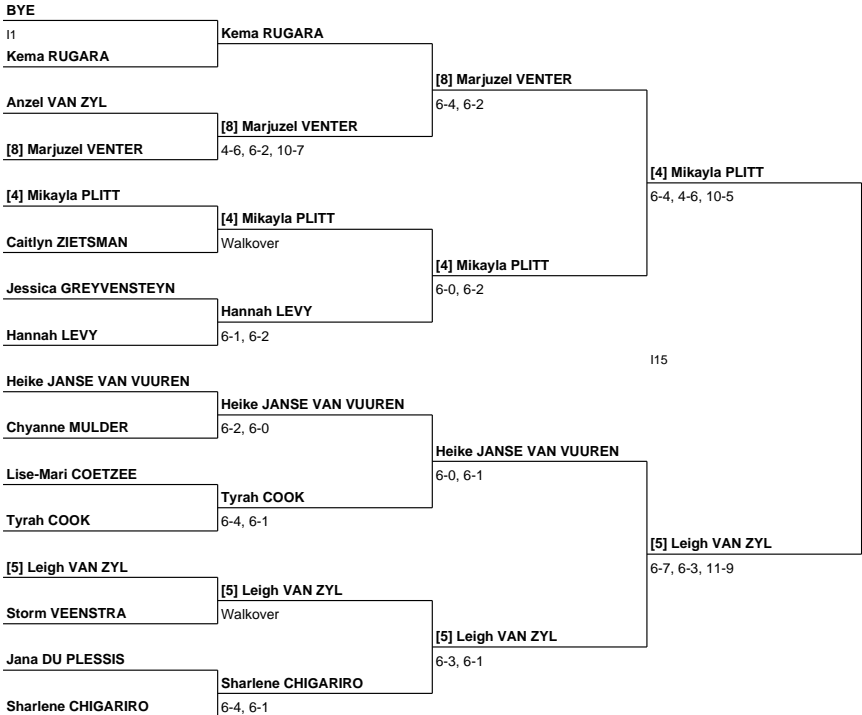 BYE
I1
Kema RUGARA
Kema RUGARA
Anzel VAN ZYL
[8] Marjuzel VENTER
[8] Marjuzel VENTER
4-6, 6-2, 10-7
[8] Marjuzel VENTER
6-4, 6-2
[4] Mikayla PLITT
Caitlyn ZIETSMAN
[4] Mikayla PLITT
Walkover
Jessica GREYVENSTEYN
Hannah LEVY
Hannah LEVY
6-1, 6-2
[4] Mikayla PLITT
6-0, 6-2
[4] Mikayla PLITT
6-4, 4-6, 10-5
I15
Heike JANSE VAN VUUREN
Chyanne MULDER
Heike JANSE VAN VUUREN
6-2, 6-0
Lise-Mari COETZEE
Tyrah COOK
Tyrah COOK
6-4, 6-1
Heike JANSE VAN VUUREN
6-0, 6-1
[5] Leigh VAN ZYL
Storm VEENSTRA
[5] Leigh VAN ZYL
Walkover
Jana DU PLESSIS
Sharlene CHIGARIRO
Sharlene CHIGARIRO
6-4, 6-1
[5] Leigh VAN ZYL
6-3, 6-1
[5] Leigh VAN ZYL
6-7, 6-3, 11-9